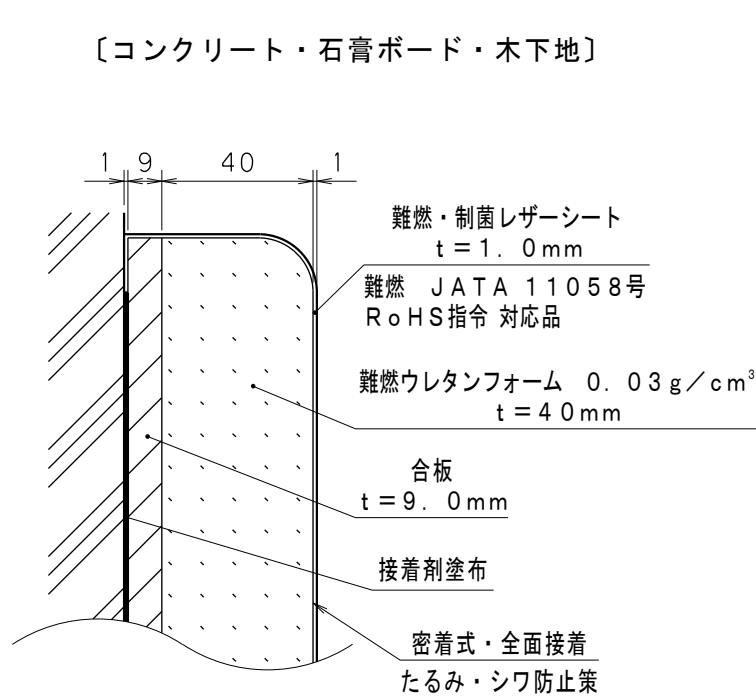 〔コンクリート・石膏ボード・木下地〕
1 9 40 1
難燃・制菌レザーシート
t＝1．0mm
難燃　JATA 11058号
RoHS指令 対応品
難燃ウレタンフォーム　0．03g／cm³
t＝40mm
合板
t＝9．0mm
接着剤塗布
密着式・全面接着
たるみ・シワ防止策